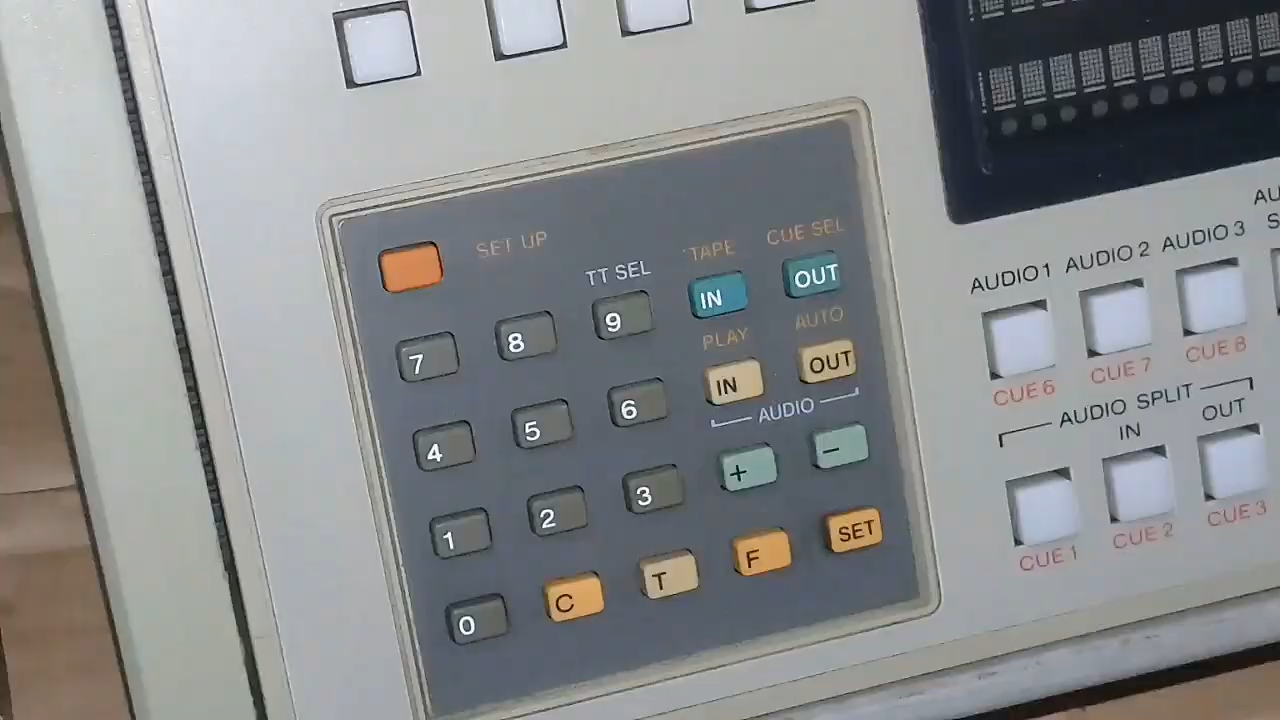 SET UP
TT SEL
TAPE
CUE SEL
7 8 9 IN OUT
PLAY
AUTO
4 5 6 IN OUT
AUDIO
1 2 3 + −
0 C T F SET
AUDIO 1 AUDIO 2 AUDIO 3
CUE 6 CUE 7 CUE 8
AUDIO SPLIT
IN OUT
CUE 1 CUE 2 CUE 3